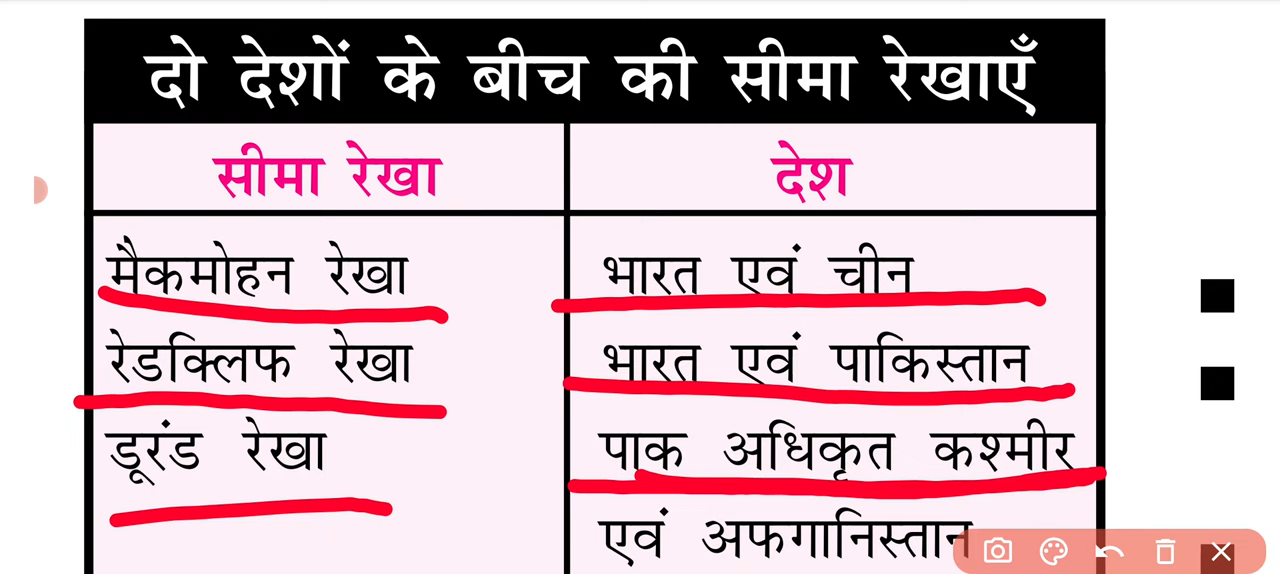 दो देशों के बीच की सीमा रेखाएँ
सीमा रेखा देश
मैकमोहन रेखा भारत एवं चीन
रेडक्लिफ रेखा भारत एवं पाकिस्तान
डूरंड रेखा पाक अधिकृत कश्मीर
एवं अफगानिस्तान